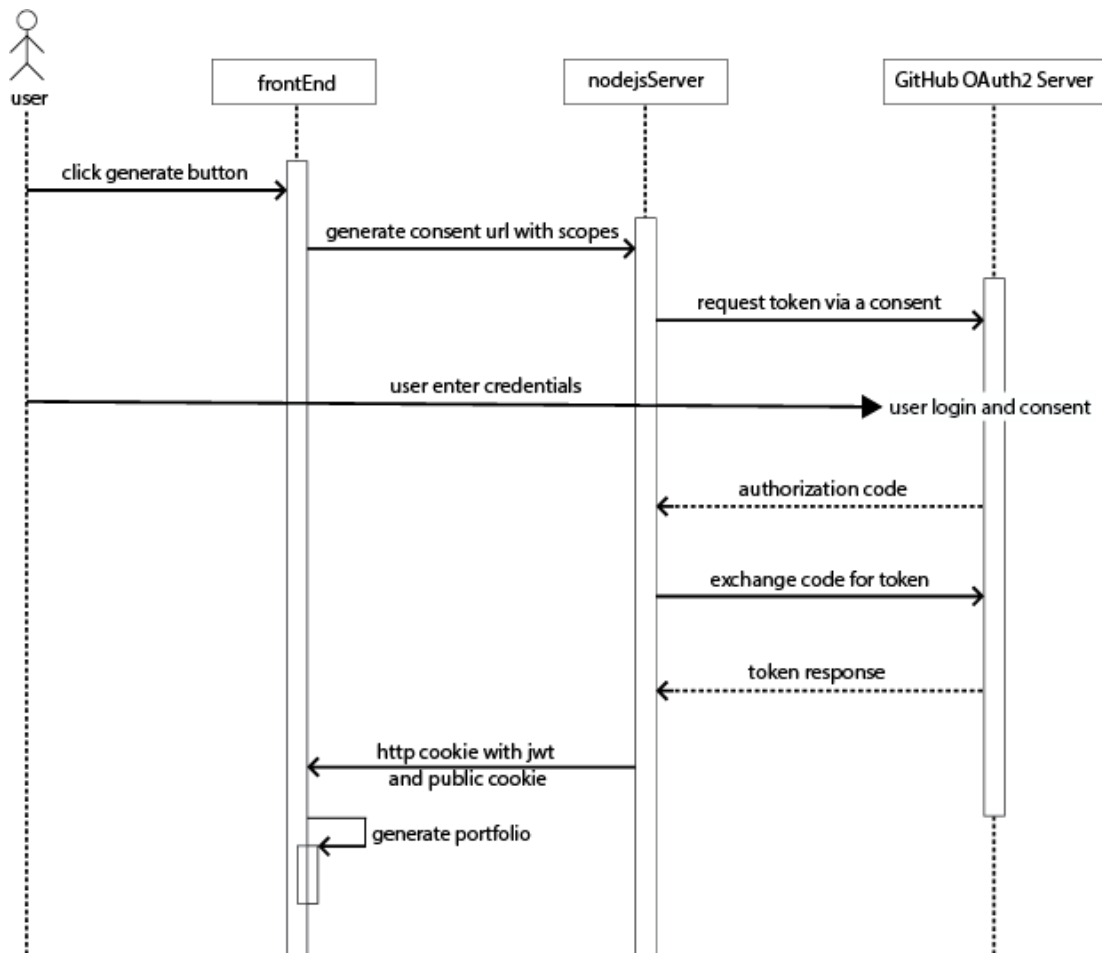 user
frontEnd
nodejsServer
GitHub OAuth2 Server
click generate button
generate consent url with scopes
request token via a consent
user enter credentials
user login and consent
authorization code
exchange code for token
token response
http cookie with jwt
and public cookie
generate portfolio